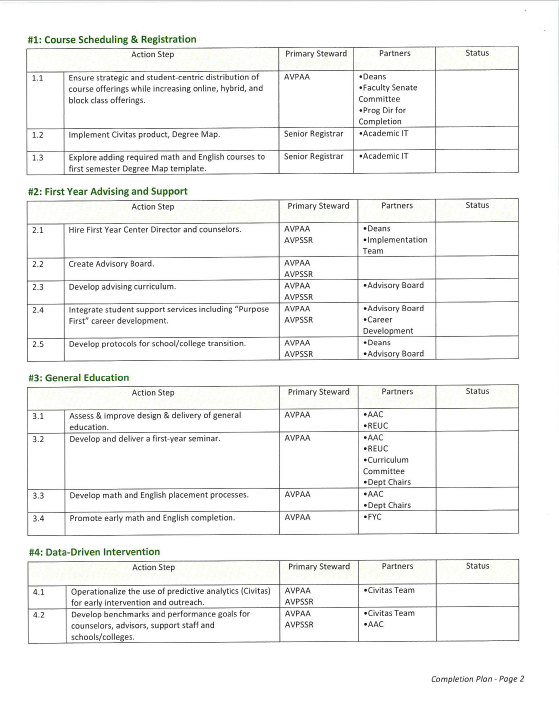 #1: Course Scheduling & Registration
Action Step Primary Steward Partners Status
1.1 Ensure strategic and student-centric distribution of AVPAA •Deans
course offerings while increasing online, hybrid, and •Faculty Senate
block class offerings. Committee
•Prog Dir for
Completion
1.2 Implement Civitas product, Degree Map. Senior Registrar •Academic IT
1.3 Explore adding required math and English courses to Senior Registrar •Academic IT
first semester Degree Map template.
#2: First Year Advising and Support
Action Step Primary Steward Partners Status
2.1 Hire First Year Center Director and counselors. AVPAA •Deans
AVPSSR •Implementation
Team
2.2 Create Advisory Board. AVPAA
AVPSSR
2.3 Develop advising curriculum. AVPAA •Advisory Board
AVPSSR
2.4 Integrate student support services including “Purpose AVPAA •Advisory Board
First” career development. AVPSSR •Career
Development
2.5 Develop protocols for school/college transition. AVPAA •Deans
AVPSSR •Advisory Board
#3: General Education
Action Step Primary Steward Partners Status
3.1 Assess & improve design & delivery of general AVPAA •AAC
education. •REUC
3.2 Develop and deliver a first-year seminar. AVPAA •AAC
•REUC
•Curriculum
Committee
•Dept Chairs
3.3 Develop math and English placement processes. AVPAA •AAC
•Dept Chairs
3.4 Promote early math and English completion. AVPAA •FYC
#4: Data-Driven Intervention
Action Step Primary Steward Partners Status
4.1 Operationalize the use of predictive analytics (Civitas) AVPAA •Civitas Team
for early intervention and outreach. AVPSSR
4.2 Develop benchmarks and performance goals for AVPAA •Civitas Team
counselors, advisors, support staff and AVPSSR •AAC
schools/colleges.
Completion Plan - Page 2